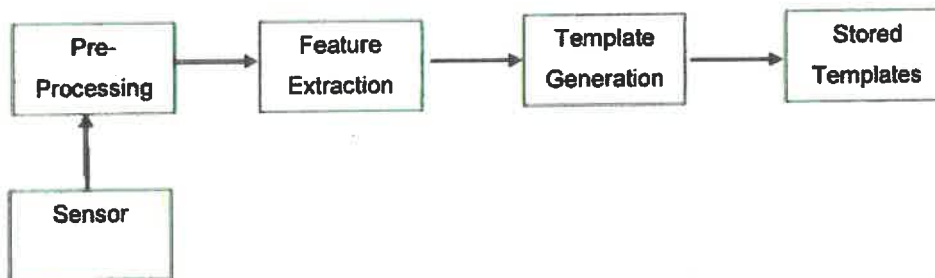 Pre-
Processing
Feature
Extraction
Template
Generation
Stored
Templates
Sensor